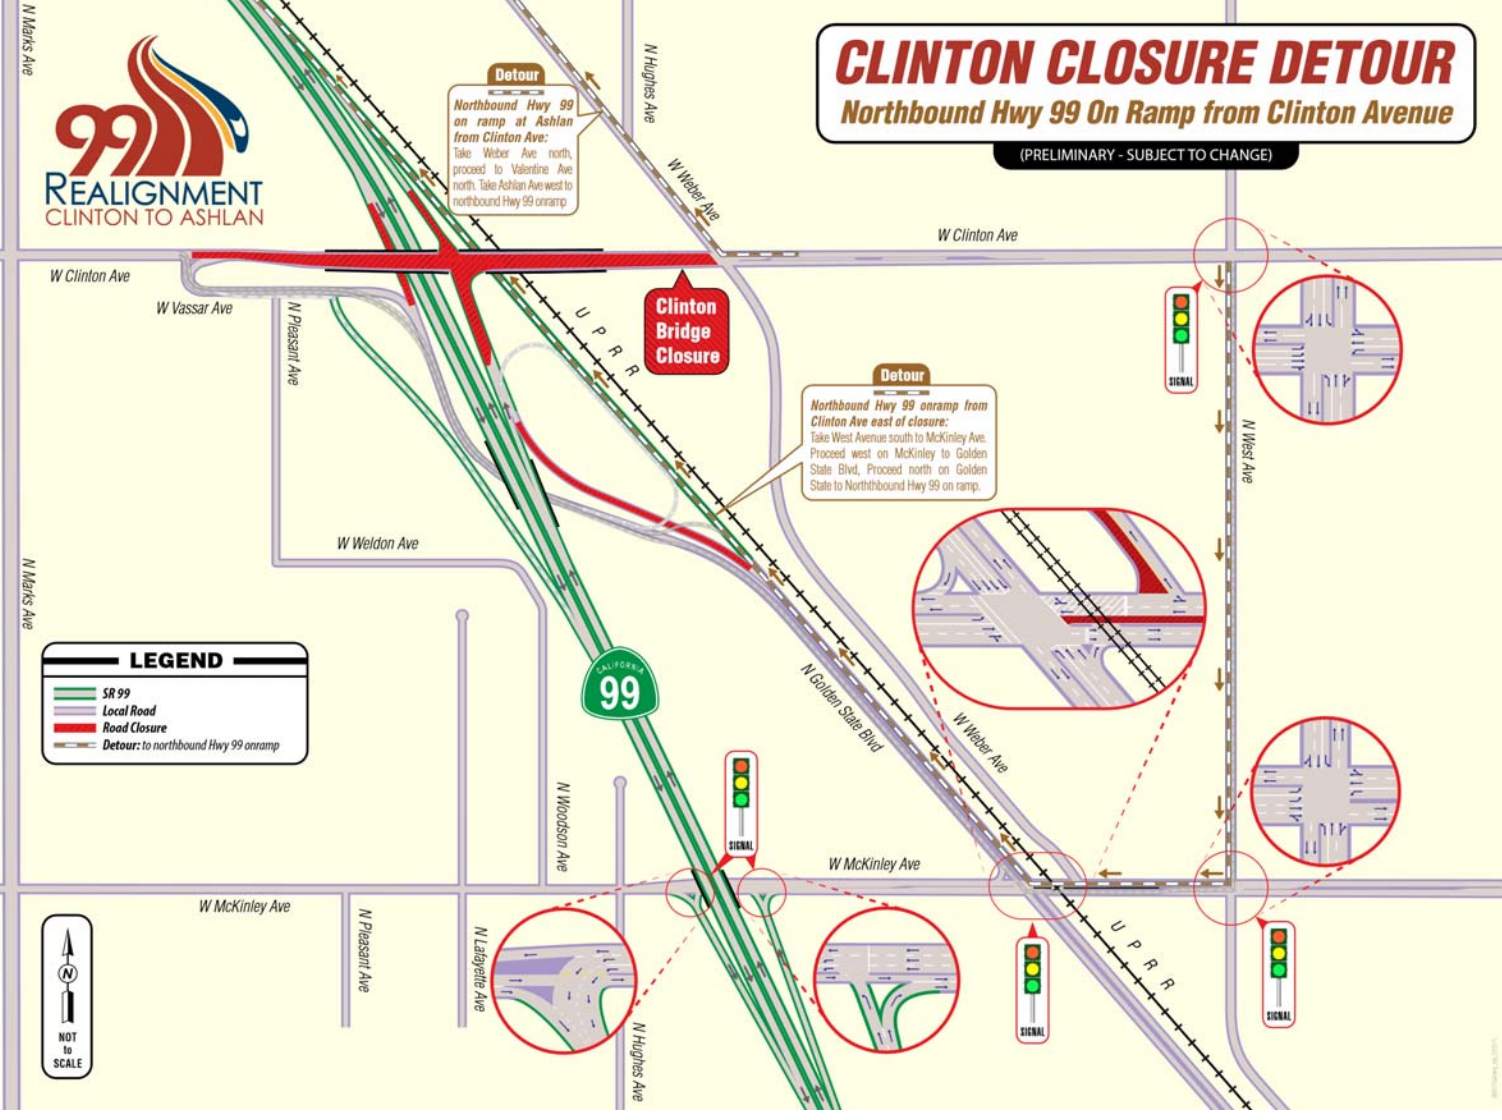 N Marks Ave
99
REALIGNMENT
CLINTON TO ASHLAN
Detour
Northbound Hwy 99
on ramp at Ashlan
from Clinton Ave:
Take Weber Ave north,
proceed to Valentine Ave
north. Take Ashlan Ave west to
northbound Hwy 99 onramp
N Hughes Ave
CLINTON CLOSURE DETOUR
Northbound Hwy 99 On Ramp from Clinton Avenue
(PRELIMINARY - SUBJECT TO CHANGE)
W Weber Ave
W Clinton Ave
W Clinton Ave
W Vassar Ave
N Pleasant Ave
UPRR
Clinton
Bridge
Closure
SIGNAL
Detour
Northbound Hwy 99 onramp from
Clinton Ave east of closure:
Take West Avenue south to McKinley Ave.
Proceed west on McKinley to Golden
State Blvd, Proceed north on Golden
State to Norththbound Hwy 99 on ramp.
N West Ave
W Weldon Ave
N Marks Ave
LEGEND
SR 99
Local Road
Road Closure
Detour: to northbound Hwy 99 onramp
CALIFORNIA
99
N Golden State Blvd
W Weber Ave
N Woodson Ave
SIGNAL
W McKinley Ave
W McKinley Ave
N Pleasant Ave
N Lafayette Ave
N Hughes Ave
UPRR
SIGNAL
SIGNAL
N
NOT
to
SCALE